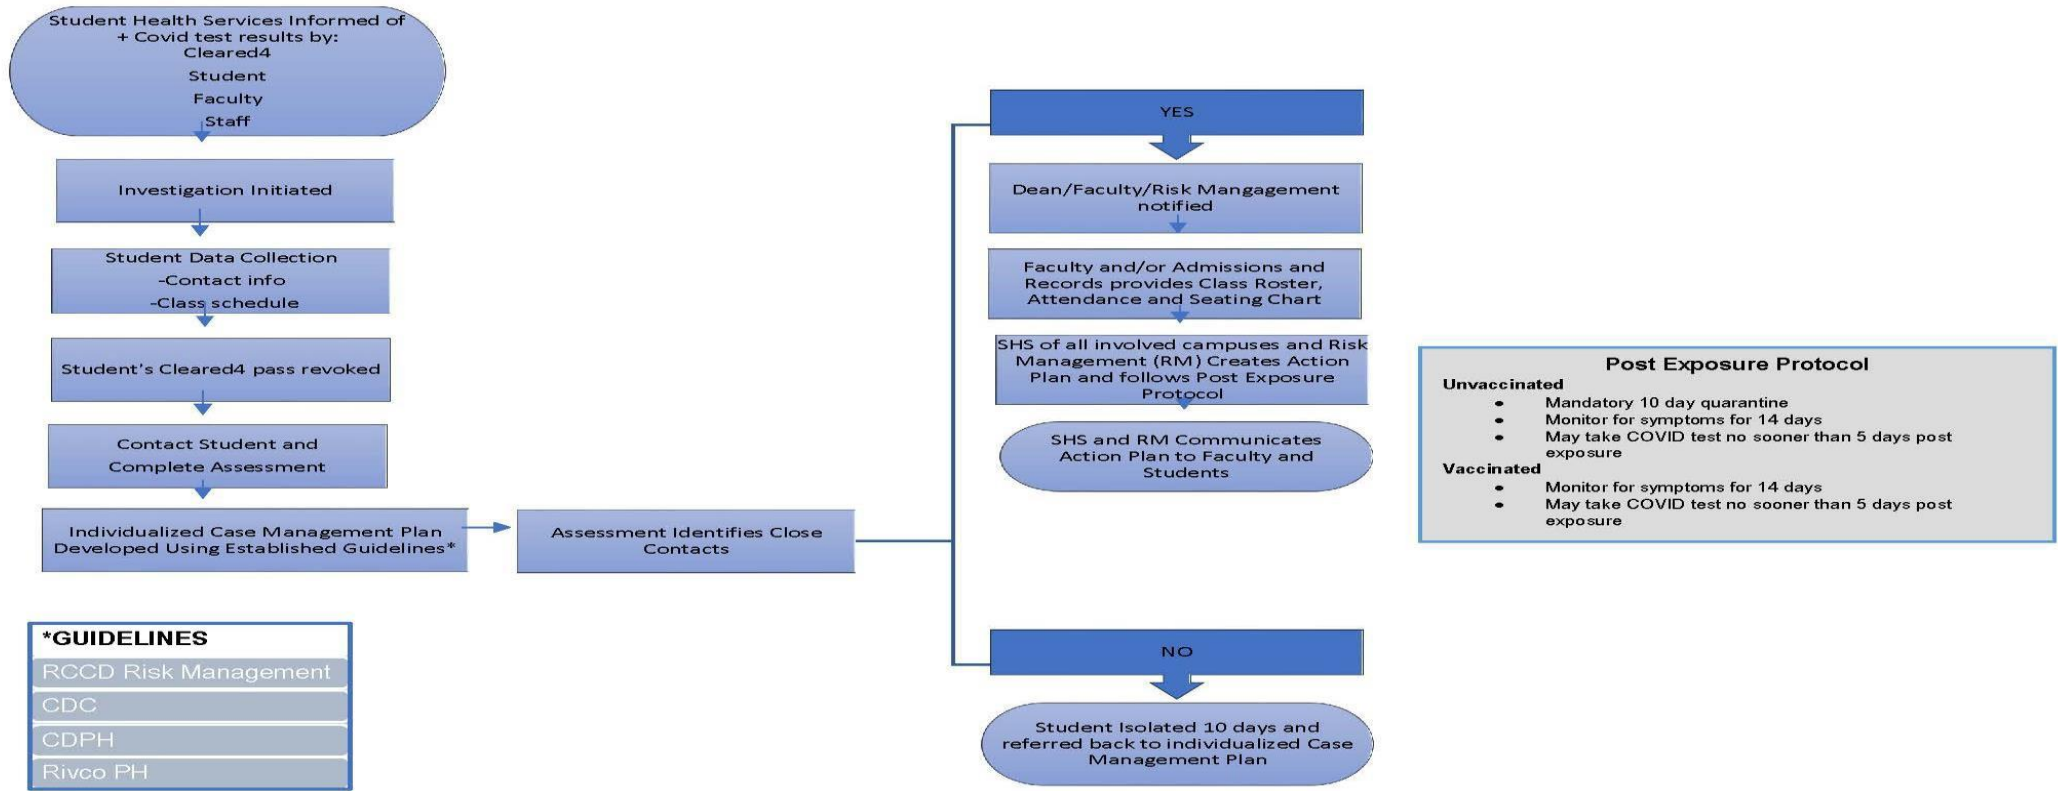 Student Health Services Informed of
+ Covid test results by:
Cleared4
Student
Faculty
Staff
Investigation Initiated
Student Data Collection
-Contact info
-Class schedule
Student's Cleared4 pass revoked
Contact Student and
Complete Assessment
Individualized Case Management Plan
Developed Using Established Guidelines*
Assessment Identifies Close
Contacts
YES
Dean/Faculty/Risk Mangagement
notified
Faculty and/or Admissions and
Records provides Class Roster,
Attendance and Seating Chart
SHS of all involved campuses and Risk
Management (RM) Creates Action
Plan and follows Post Exposure
Protocol
SHS and RM Communicates
Action Plan to Faculty and
Students
NO
Student Isolated 10 days and
referred back to individualized Case
Management Plan
Post Exposure Protocol
Unvaccinated
• Mandatory 10 day quarantine
• Monitor for symptoms for 14 days
• May take COVID test no sooner than 5 days post
exposure
Vaccinated
• Monitor for symptoms for 14 days
• May take COVID test no sooner than 5 days post
exposure
*GUIDELINES
RCCD Risk Management
CDC
CDPH
Rivco PH